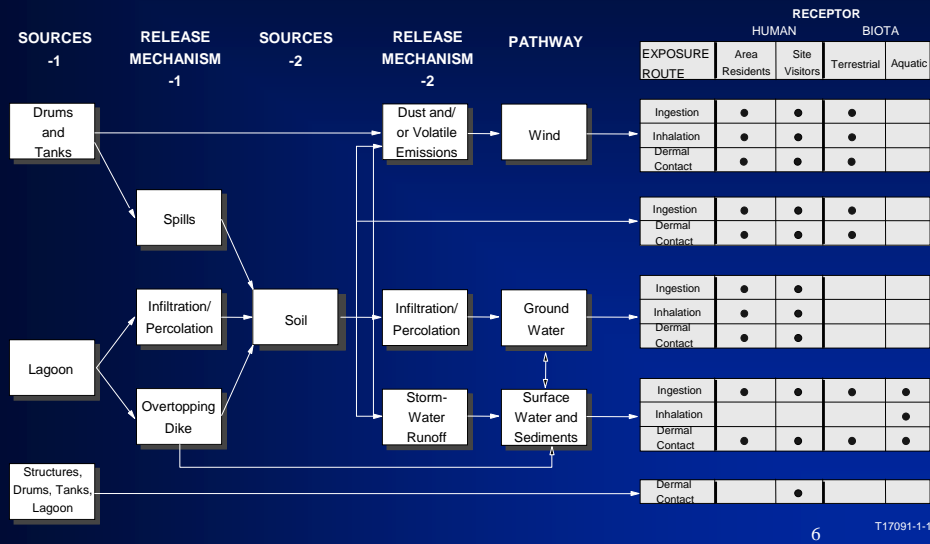 RECEPTOR
HUMAN BIOTA
SOURCES
-1
RELEASE
MECHANISM
-1
SOURCES
-2
RELEASE
MECHANISM
-2
PATHWAY
EXPOSURE
ROUTE
Area
Residents
Site
Visitors
Terrestrial
Aquatic
Drums
and
Tanks
Dust and/
or Volatile
Emissions
Wind
Ingestion
Inhalation
Dermal
Contact
Spills
Ingestion
Dermal
Contact
Lagoon
Infiltration/
Percolation
Soil
Infiltration/
Percolation
Ground
Water
Ingestion
Inhalation
Dermal
Contact
Overtopping
Dike
Storm-
Water
Runoff
Surface
Water and
Sediments
Ingestion
Inhalation
Dermal
Contact
Structures,
Drums, Tanks,
Lagoon
Dermal
Contact
6
T17091-1-1